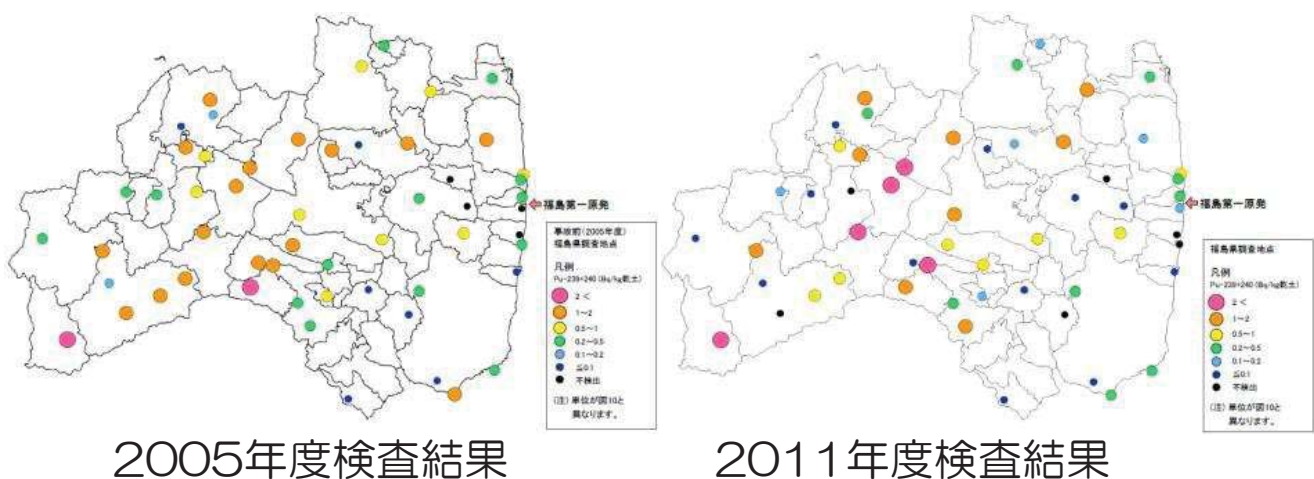 福島第一原発
事故前(2005年度)
福島県調査地点
凡例
Pu-239+240(Bq/kg乾土)
2<
1～2
0.5～1
0.2～0.5
0.1～0.2
≦0.1
不検出
(注)単位が図10と
異なります。
2005年度検査結果
福島第一原発
福島県調査地点
凡例
Pu-239+240(Bq/kg乾土)
2<
1～2
0.5～1
0.2～0.5
0.1～0.2
≦0.1
不検出
(注)単位が図10と
異なります。
2011年度検査結果